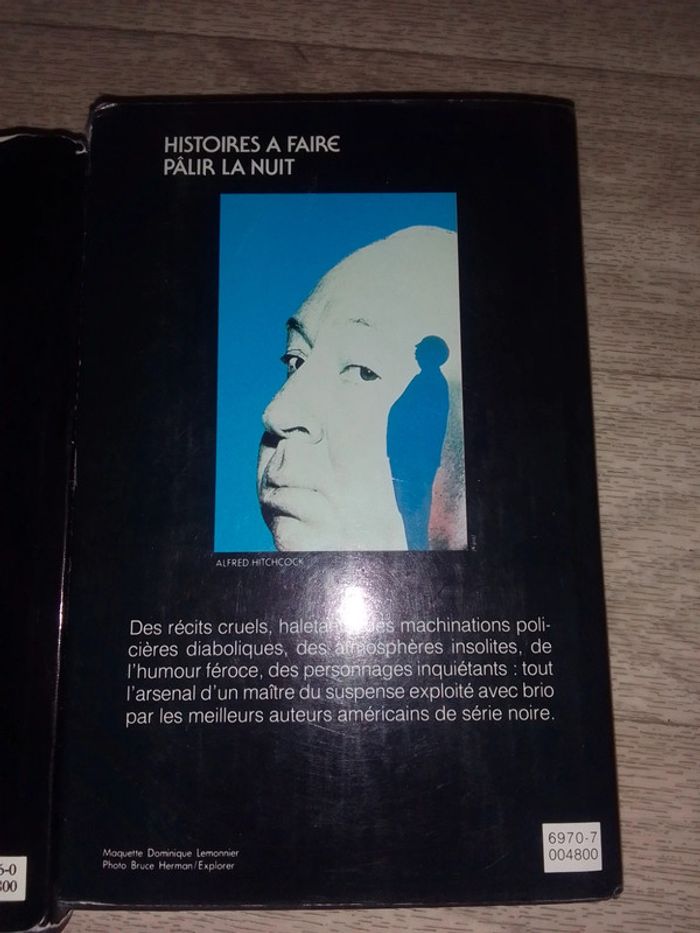 HISTOIRES A FAIRE
PÂLIR LA NUIT
ALFRED HITCHCOCK
Des récits cruels, des machinations poli-
cières diaboliques, des atmosphères insolites, de
l'humour féroce, des personnages inquiétants : tout
l'arsenal d'un maître du suspense exploité avec brio
par les meilleurs auteurs américains de série noire.
Maquette Dominique Lemonnier
Photo Bruce Herman/Explorer
6970-7
004800
5-0